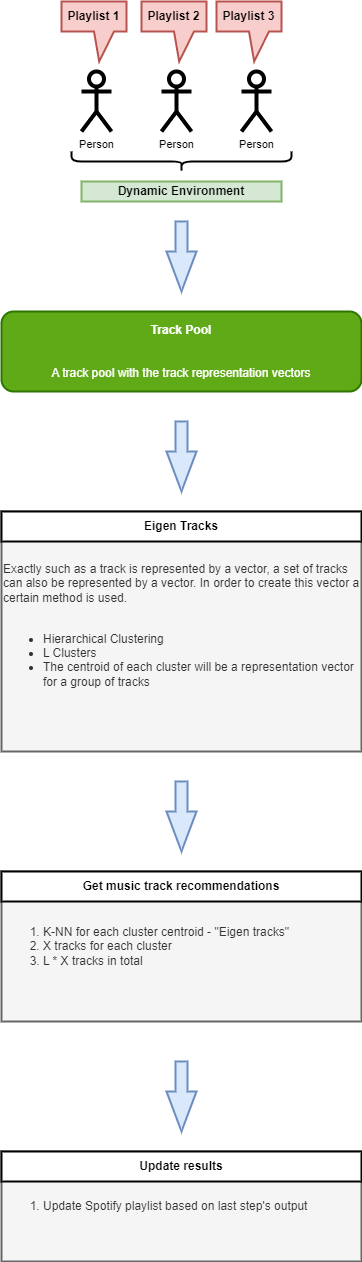 Playlist 1 Playlist 2 Playlist 3
Person Person Person
Dynamic Environment
Track Pool
A track pool with the track representation vectors
Eigen Tracks
Exactly such as a track is represented by a vector, a set of tracks
can also be represented by a vector. In order to create this vector a
certain method is used.
• Hierarchical Clustering
• L Clusters
• The centroid of each cluster will be a representation vector
for a group of tracks
Get music track recommendations
1. K-NN for each cluster centroid - "Eigen tracks"
2. X tracks for each cluster
3. L * X tracks in total
Update results
1. Update Spotify playlist based on last step's output